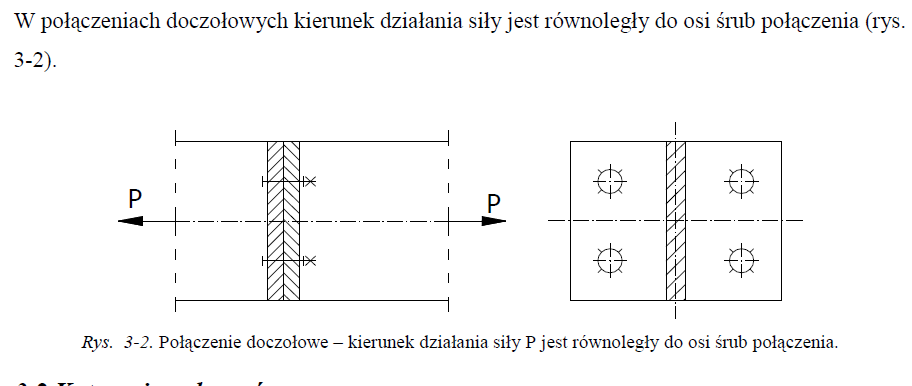 W połączeniach doczołowych kierunek działania siły jest równoległy do osi śrub połączenia (rys.
3-2).
P
P
Rys. 3-2. Połączenie doczołowe – kierunek działania siły P jest równoległy do osi śrub połączenia.